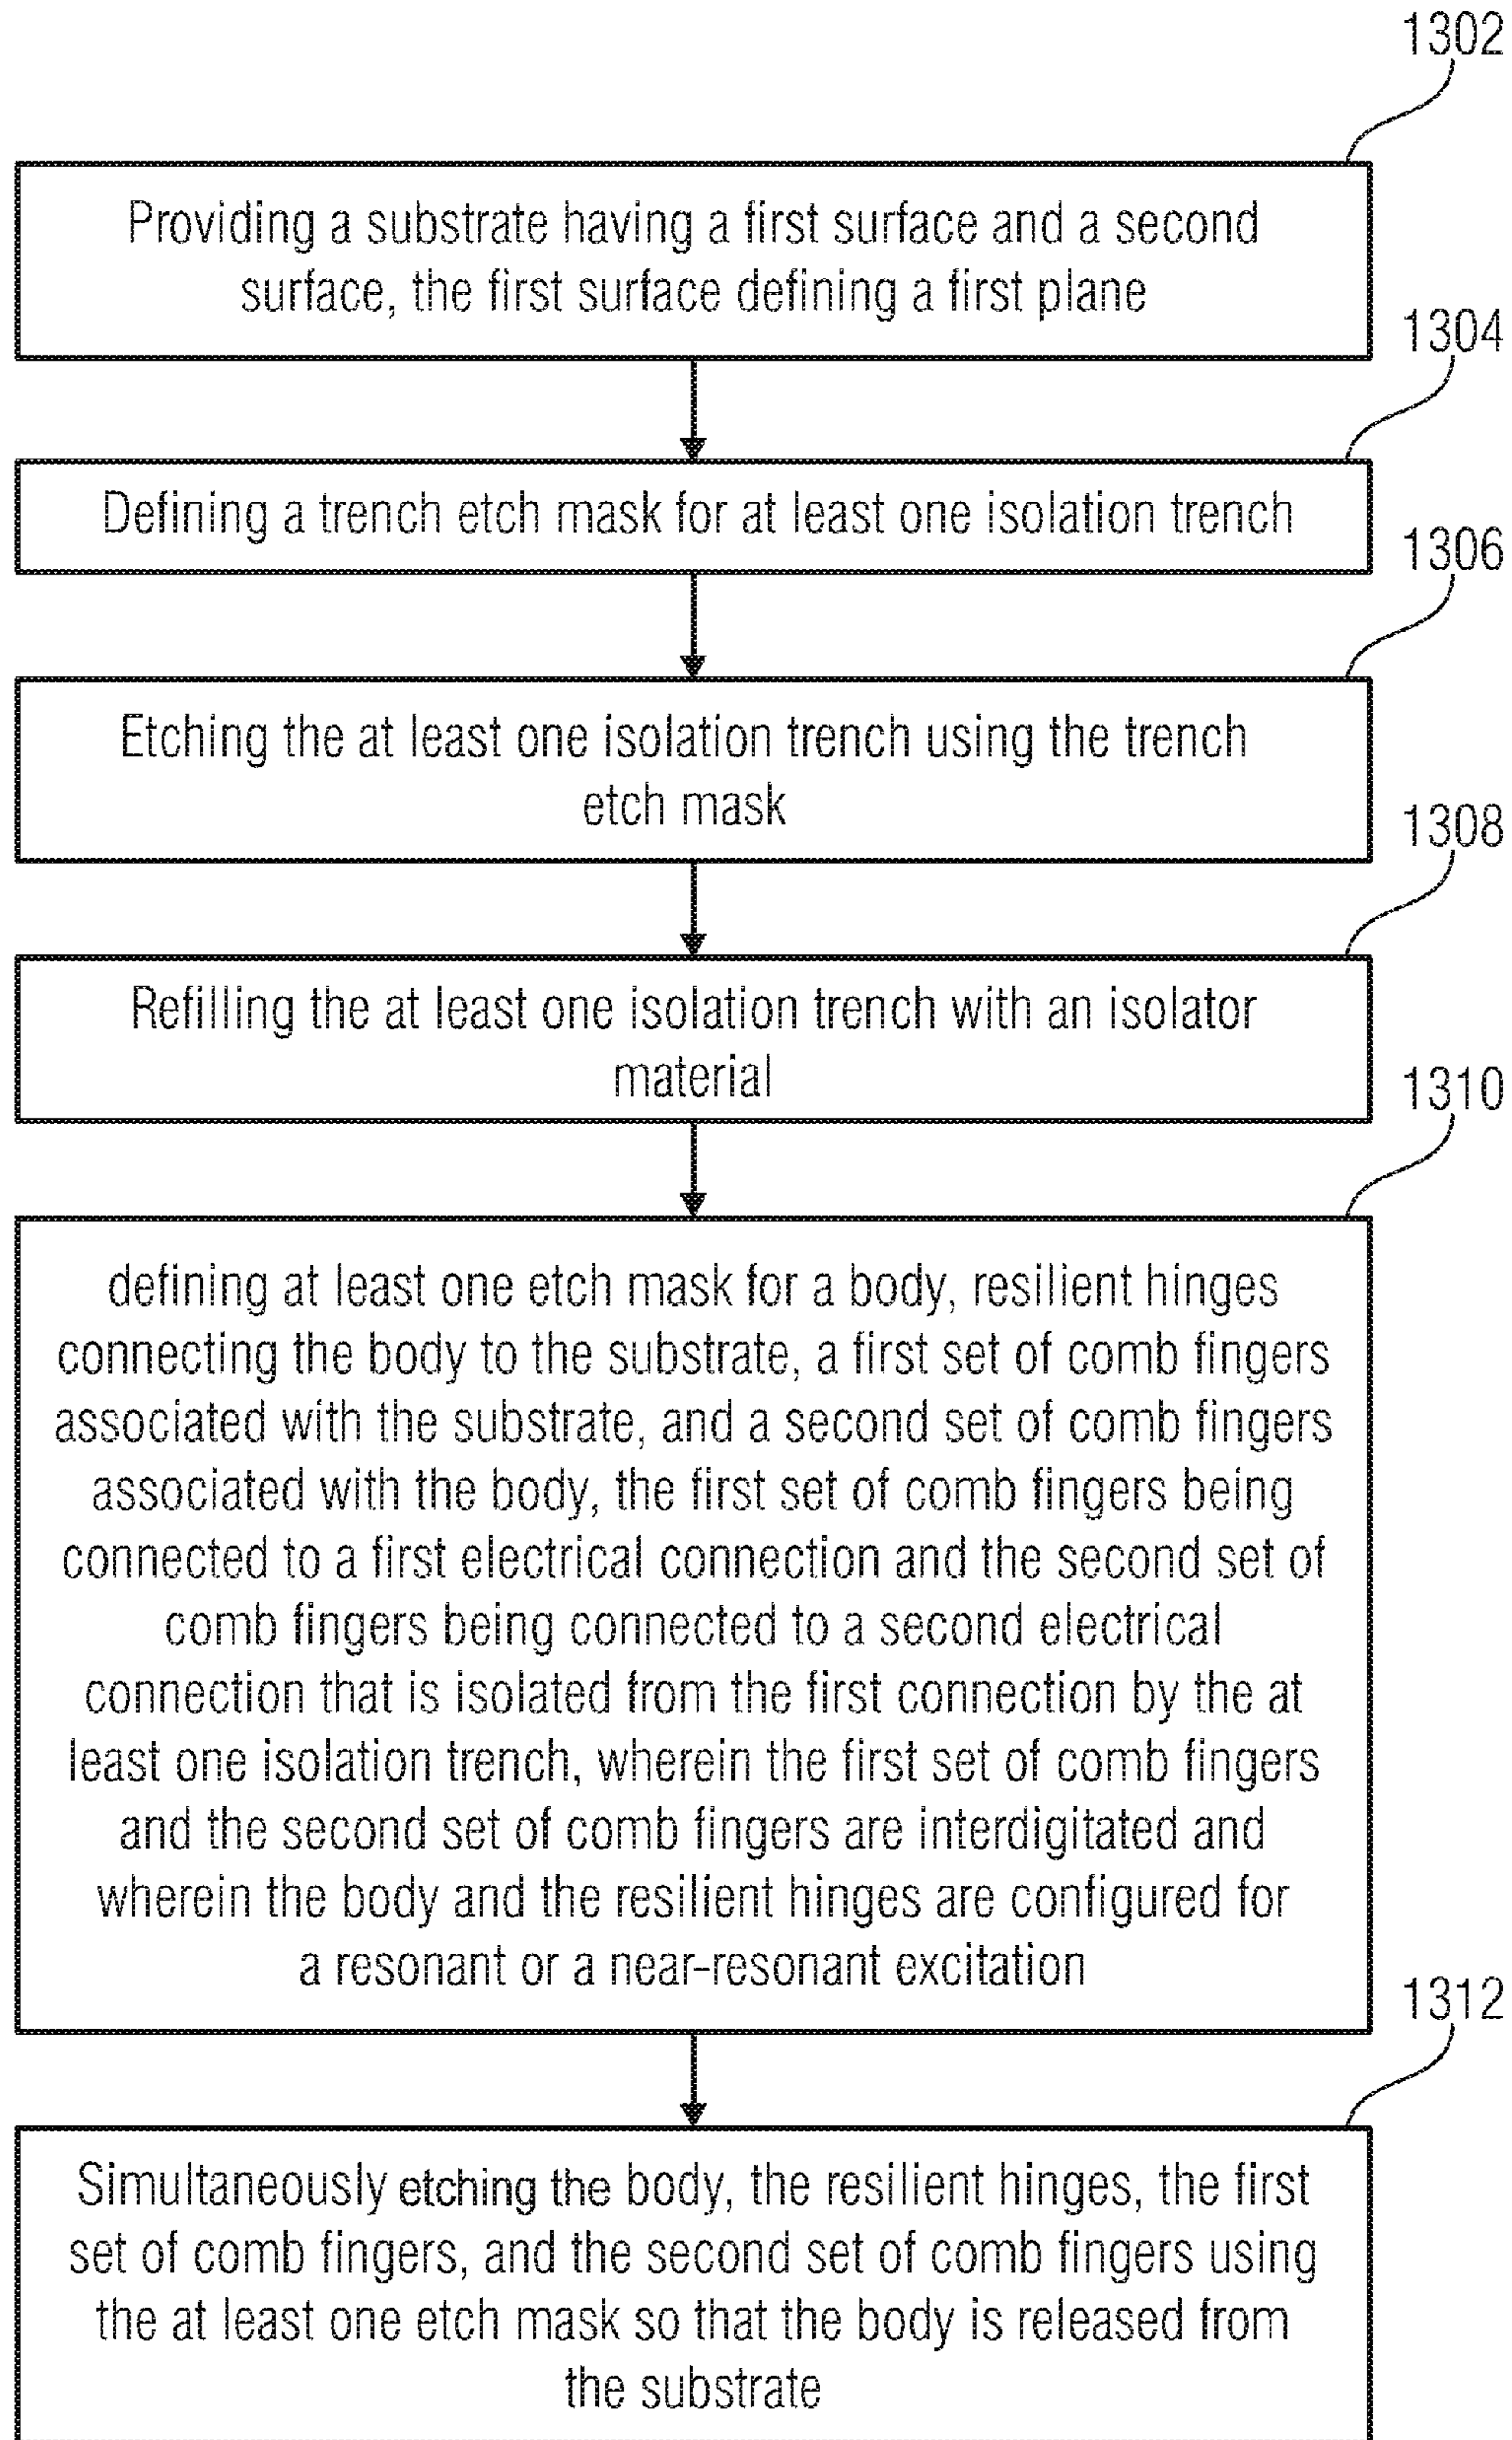 1302
Providing a substrate having a first surface and a second
surface, the first surface defining a first plane
1304
Defining a trench etch mask for at least one isolation trench
1306
Etching the at least one isolation trench using the trench
etch mask
1308
Refilling the at least one isolation trench with an isolator
material
1310
defining at least one etch mask for a body, resilient hinges
connecting the body to the substrate, a first set of comb fingers
associated with the substrate, and a second set of comb fingers
associated with the body, the first set of comb fingers being
connected to a first electrical connection and the second set of
comb fingers being connected to a second electrical
connection that is isolated from the first connection by the at
least one isolation trench, wherein the first set of comb fingers
and the second set of comb fingers are interdigitated and
wherein the body and the resilient hinges are configured for
a resonant or a near-resonant excitation
1312
Simultaneously etching the body, the resilient hinges, the first
set of comb fingers, and the second set of comb fingers using
the at least one etch mask so that the body is released from
the substrate